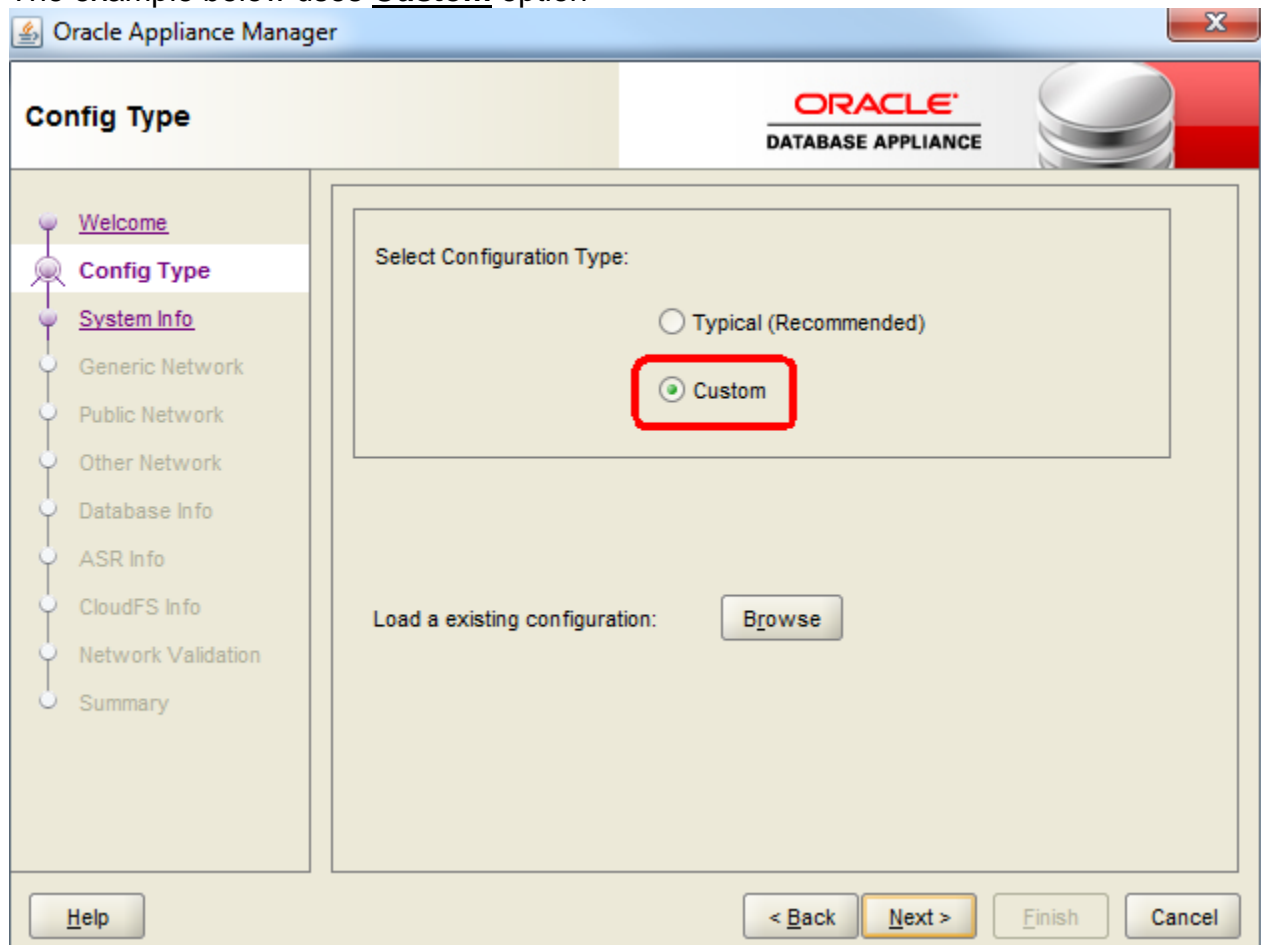 The example below uses Custom option
Oracle Appliance Manager
Config Type
ORACLE
DATABASE APPLIANCE
Welcome
Config Type
System Info
Generic Network
Public Network
Other Network
Database Info
ASR Info
CloudFS Info
Network Validation
Summary
Select Configuration Type:
Typical (Recommended)
Custom
Load a existing configuration: Browse
Help < Back Next > Finish Cancel